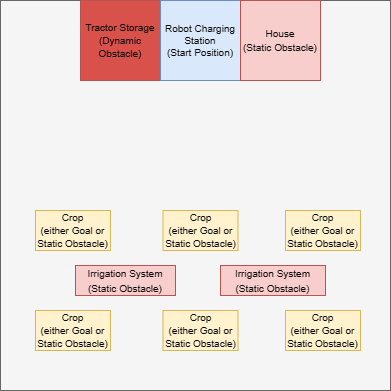 Tractor Storage
(Dynamic
Obstacle)
Robot Charging
Station
(Start Position)
House
(Static Obstacle)
Crop
(either Goal or
Static Obstacle)
Crop
(either Goal or
Static Obstacle)
Crop
(either Goal or
Static Obstacle)
Irrigation System
(Static Obstacle)
Irrigation System
(Static Obstacle)
Crop
(either Goal or
Static Obstacle)
Crop
(either Goal or
Static Obstacle)
Crop
(either Goal or
Static Obstacle)